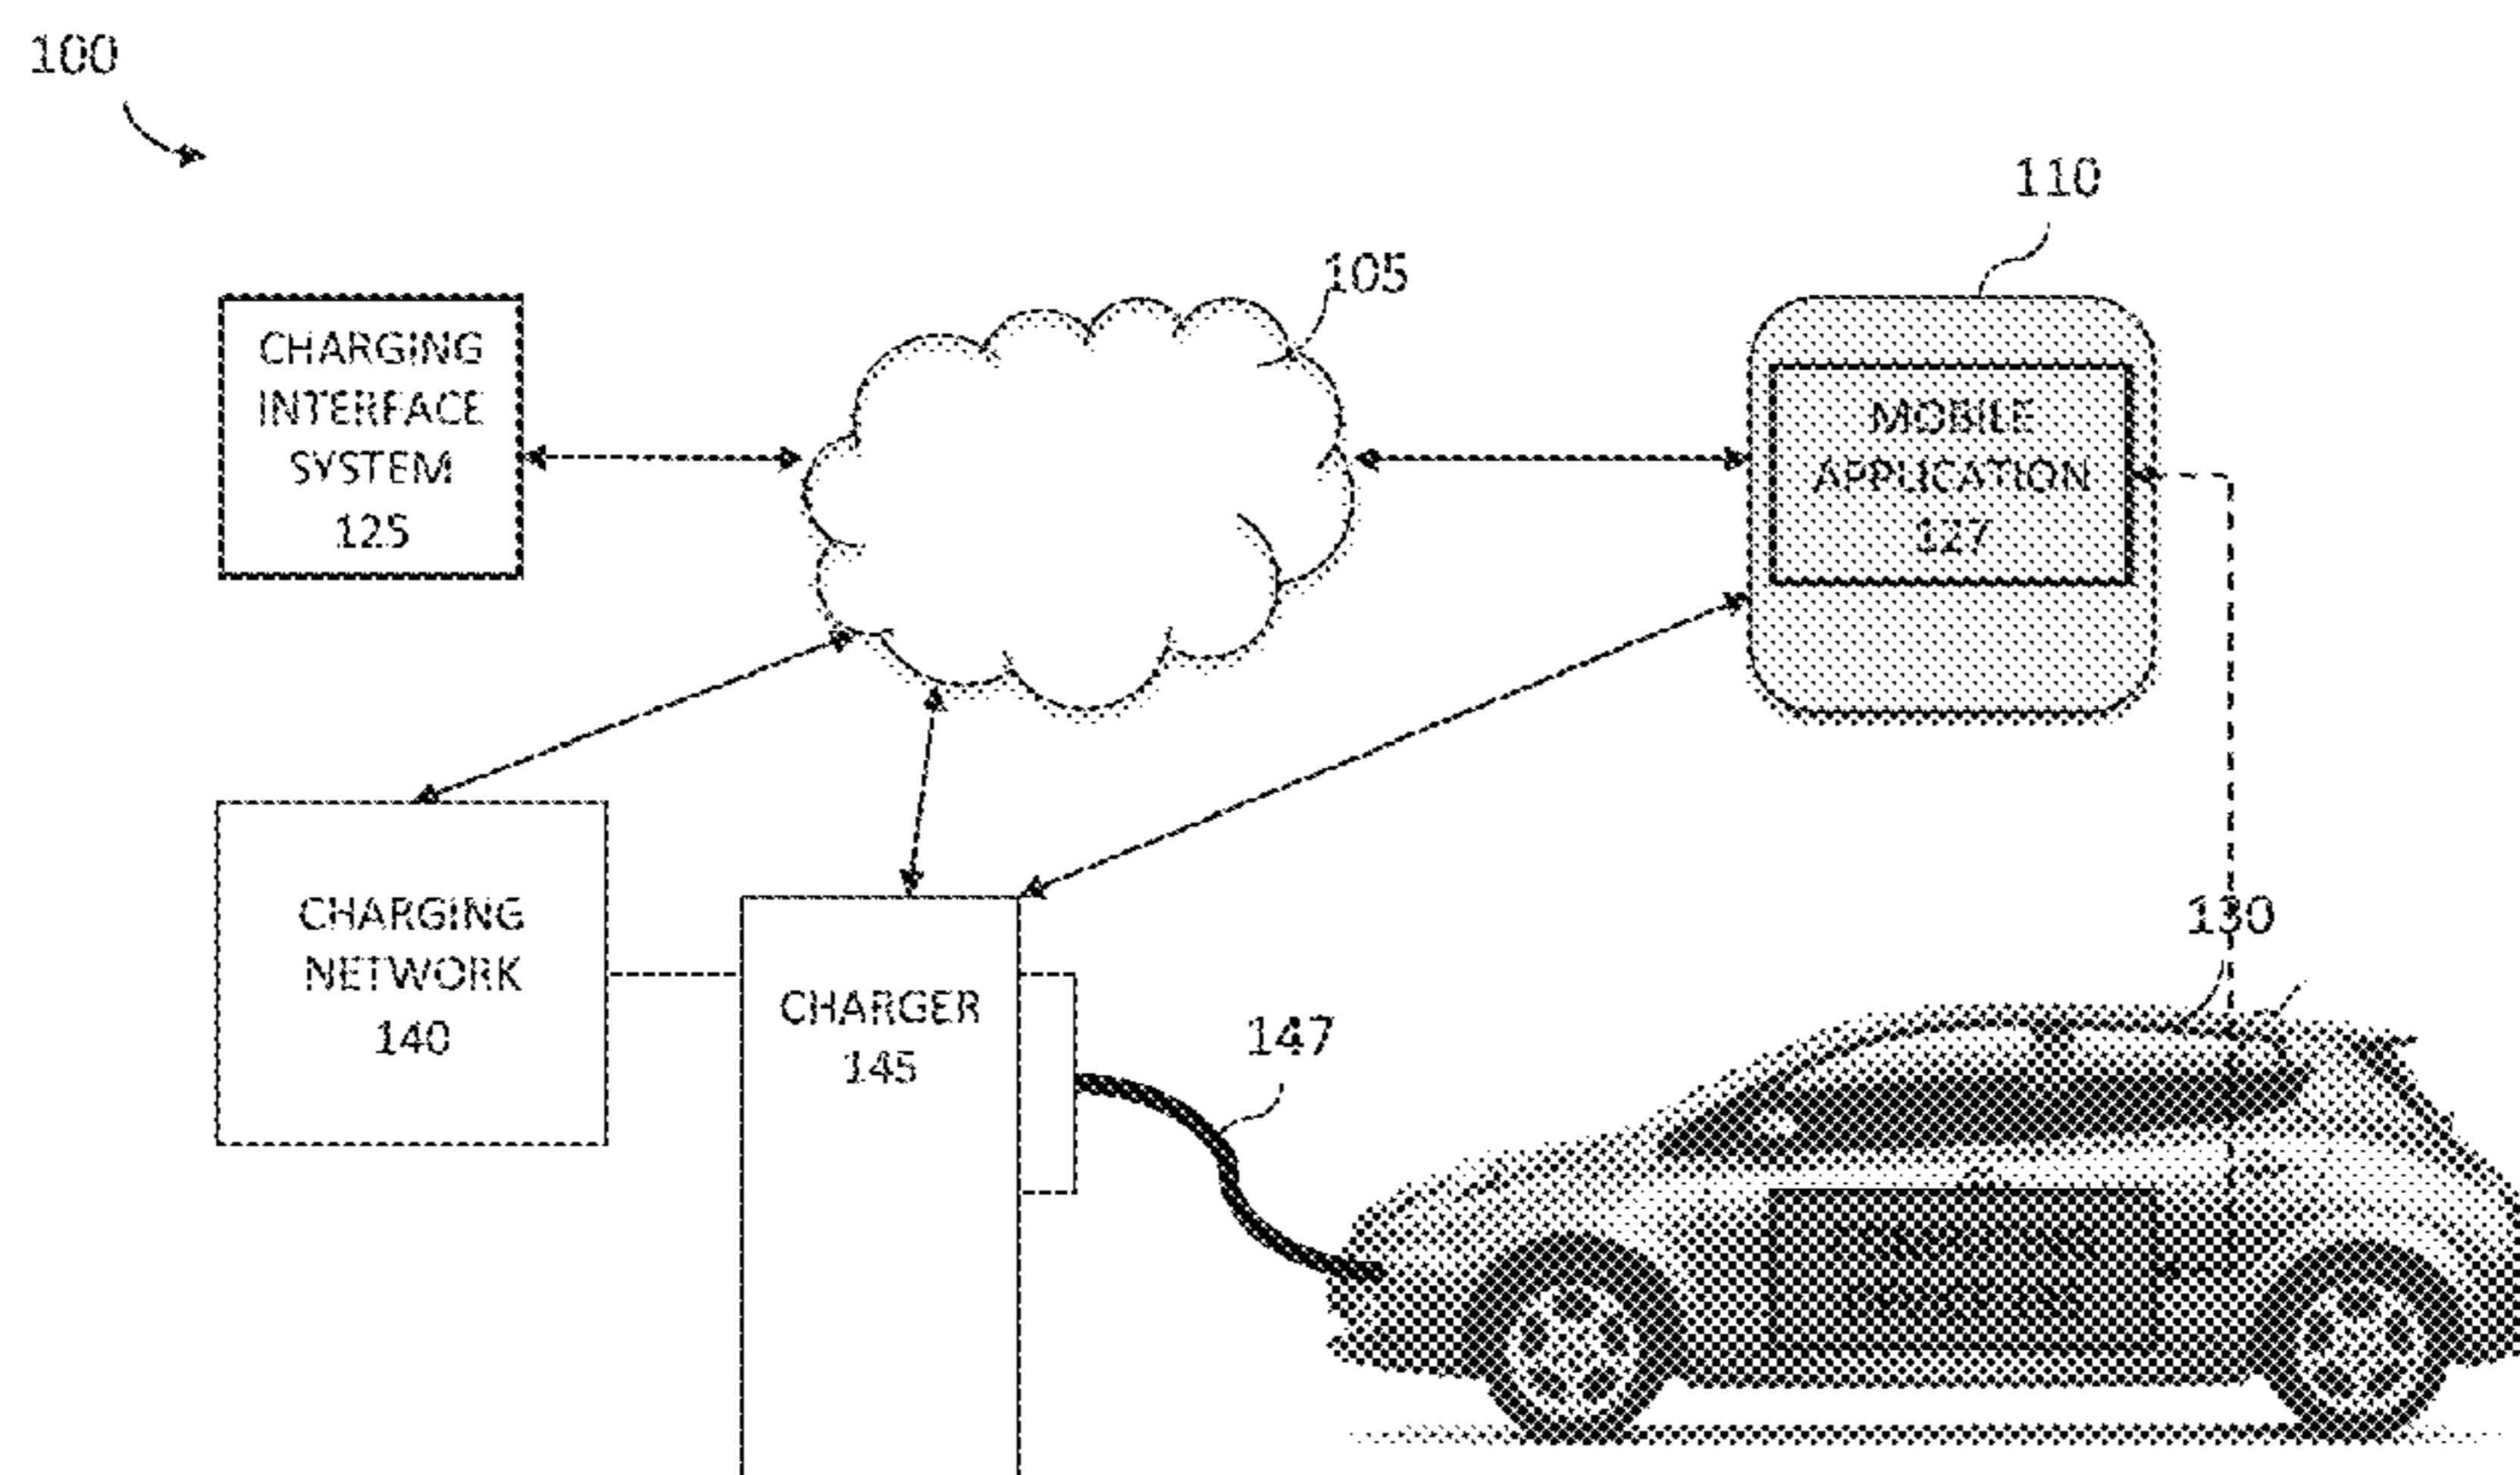 100
110
105
CHARGING
INTERFACE
SYSTEM
125
MOBILE
APPLICATION
127
130
CHARGING
NETWORK
140
CHARGER
145
147